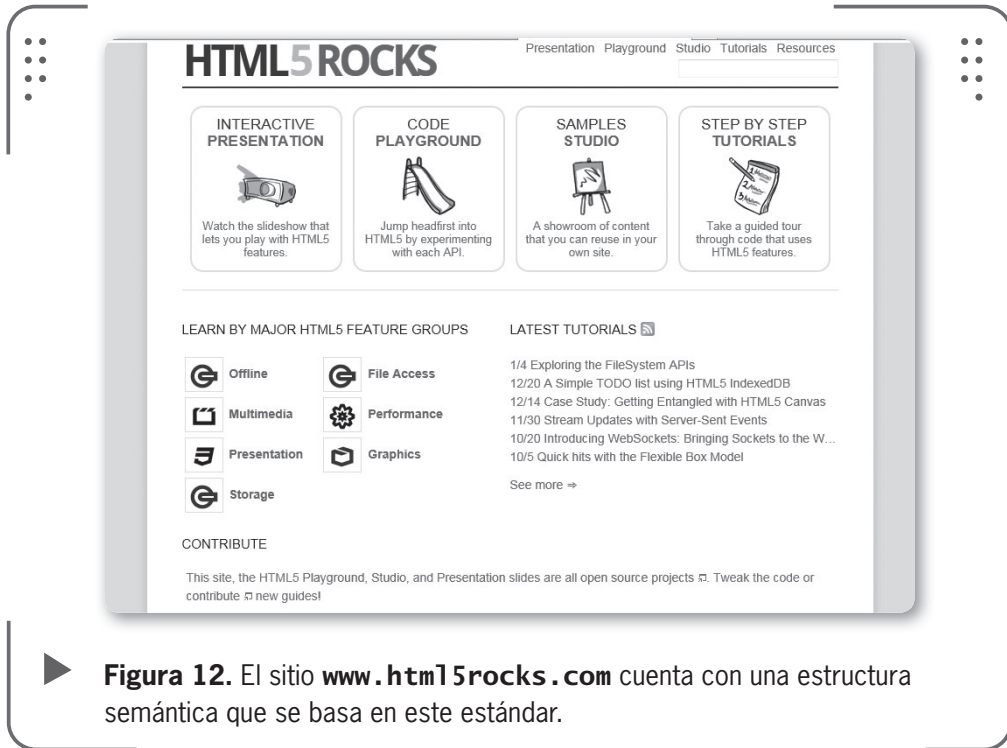 HTML5 ROCKS
Presentation Playground Studio Tutorials Resources
INTERACTIVE
PRESENTATION
Watch the slideshow that
lets you play with HTML5
features.
CODE
PLAYGROUND
Jump headfirst into
HTML5 by experimenting
with each API.
SAMPLES
STUDIO
A showroom of content
that you can reuse in your
own site.
STEP BY STEP
TUTORIALS
Take a guided tour
through code that uses
HTML5 features.
LEARN BY MAJOR HTML5 FEATURE GROUPS
Offline
File Access
Multimedia
Performance
Presentation
Graphics
Storage
LATEST TUTORIALS
1/4 Exploring the FileSystem APIs
12/20 A Simple TODO list using HTML5 IndexedDB
12/14 Case Study: Getting Entangled with HTML5 Canvas
11/30 Stream Updates with Server-Sent Events
10/20 Introducing WebSockets: Bringing Sockets to the W...
10/5 Quick hits with the Flexible Box Model
See more ⇒
CONTRIBUTE
This site, the HTML5 Playground, Studio, and Presentation slides are all open source projects. Tweak the code or
contribute new guides!
Figura 12. El sitio www.html5rocks.com cuenta con una estructura
semántica que se basa en este estándar.